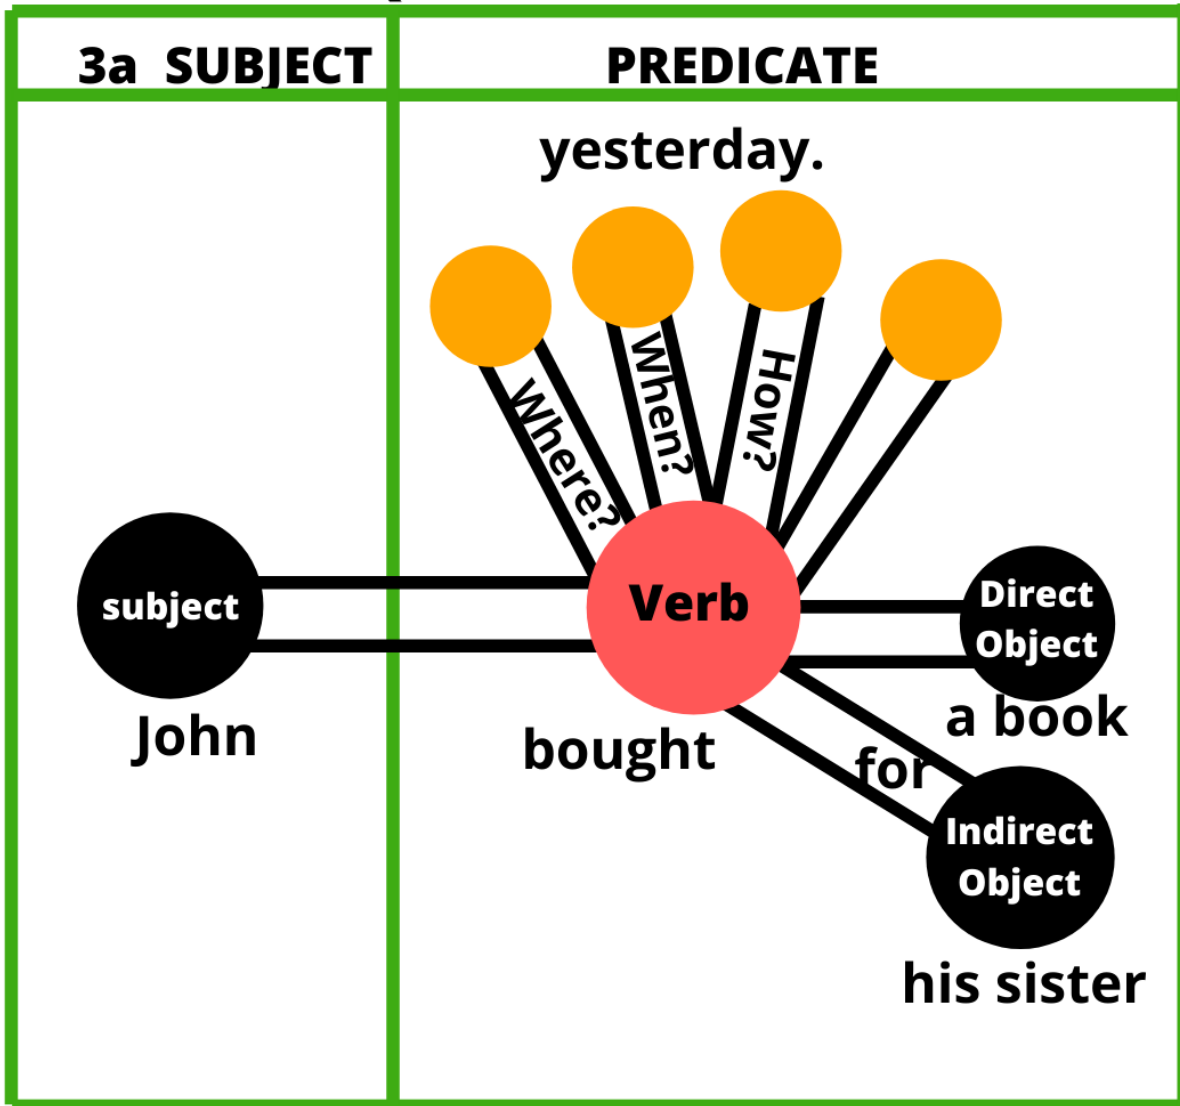 3a SUBJECT
PREDICATE
yesterday.
Where?
When?
How?
subject
Verb
Direct
Object
John
bought
a book
for
Indirect
Object
his sister